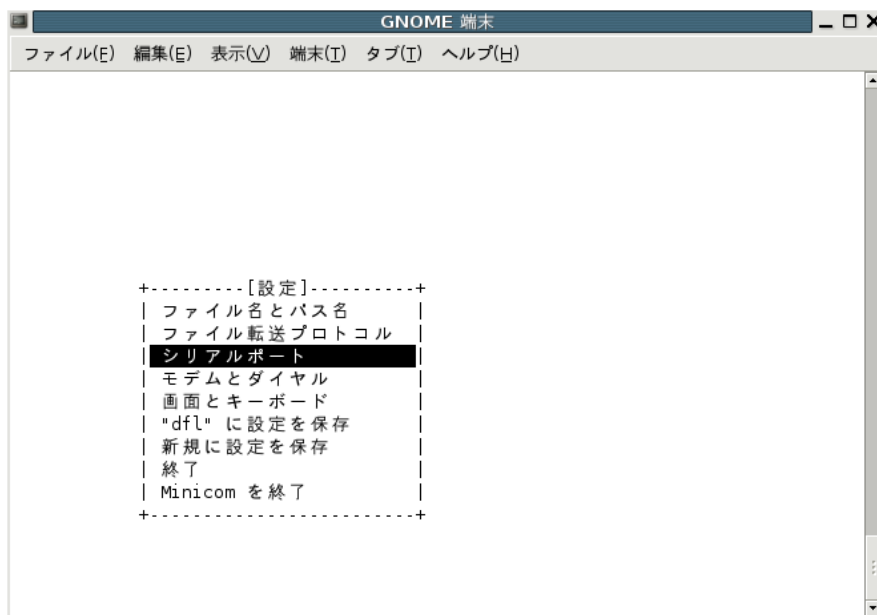 GNOME 端末
ファイル(F) 編集(E) 表示(V) 端末(T) タブ(T) ヘルプ(H)
+---------[設定]----------+
| ファイル名とパス名 |
| ファイル転送プロトコル |
| シリアルポート |
| モデムとダイヤル |
| 画面とキーボード |
| "dfl" に設定を保存 |
| 新規に設定を保存 |
| 終了 |
| Minicom を終了 |
+-------------------------+